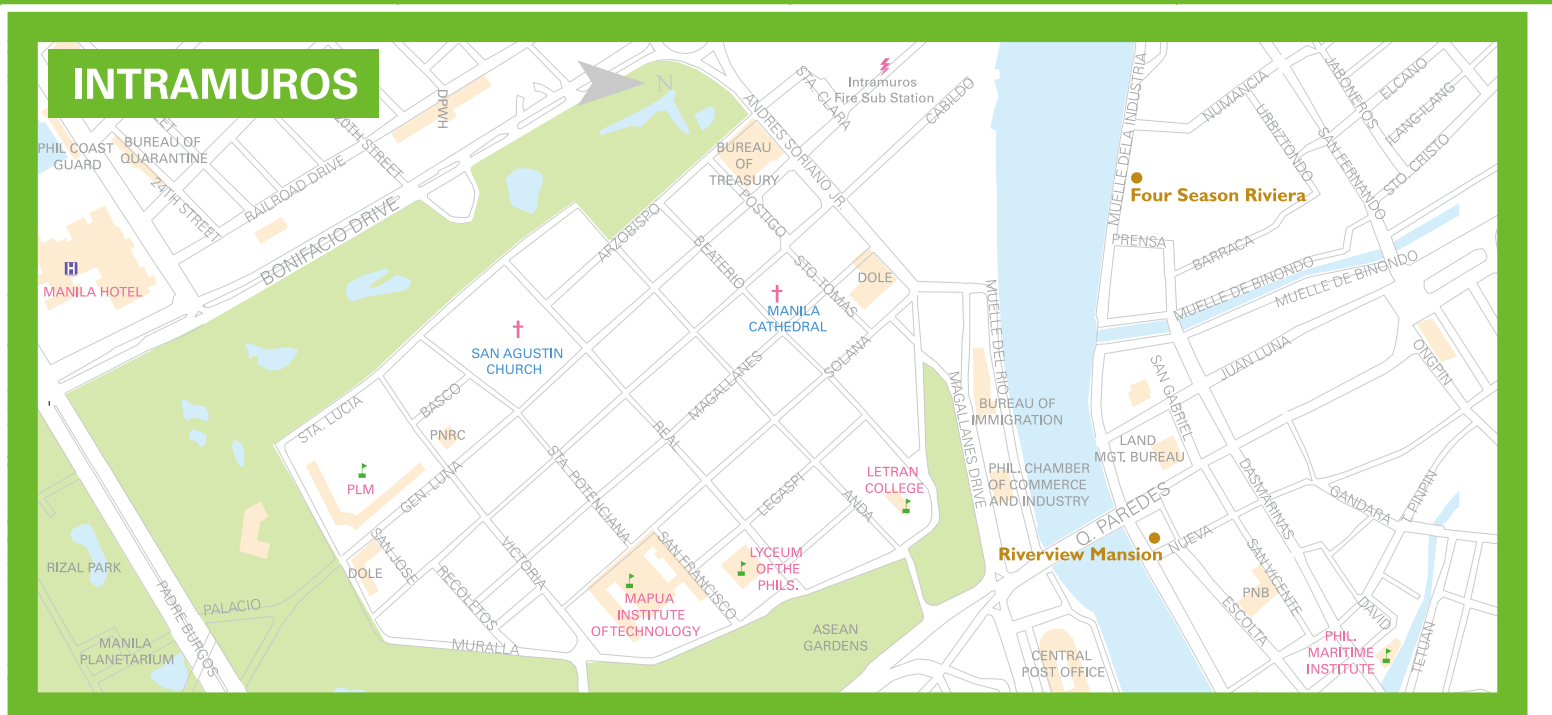 INTRAMUROS
N
Intramuros
Fire Sub Station
STA. CLARA
CABILDO
ANDRES SORIANO JR.
DPWH
20TH STREET
BUREAU OF
QUARANTINE
PHIL COAST
GUARD
24TH STREET
RAILROAD DRIVE
BONIFACIO DRIVE
MANILA HOTEL
BUREAU
OF
TREASURY
POSTIGO
ARZOBISPO
BEATERIO
STO. TOMAS
DOLE
MANILA
CATHEDRAL
SAN AGUSTIN
CHURCH
SOLANA
MAGALLANES
STA. LUCIA
BASCO
PNRC
REAL
PLM
GEN. LUNA
STA. POTENCIANA
LEGASPI
ANDA
LETRAN
COLLEGE
SAN JOSE
DOLE
RECOLETOS
VICTORIA
SAN FRANCISCO
LYCEUM
OFTHE
PHILS.
MAPUA
INSTITUTE
OFTECHNOLOGY
MURALLA
RIZAL PARK
PALACIO
PADRE BURGOS
MANILA
PLANETARIUM
ASEAN
GARDENS
CENTRAL
POST OFFICE
MUELLE DEL RIO
MAGALLANES DRIVE
BUREAU OF
IMMIGRATION
PHIL. CHAMBER
OF COMMERCE
AND INDUSTRY
MUELLE DELA INDUSTRIA
NUMANCIA
URBIZTONDO
JABONEROS
ELCANO
LANG-ILANG
SAN FERNANDO
STO. CRISTO
Four Season Riviera
PRENSA
BARRACA
MUELLE DE BINONDO
MUELLE DE BINONDO
JUAN LUNA
ONGPIN
SAN GABRIEL
LAND
MGT. BUREAU
DASMARINAS
GANDARA
T. PINPIN
Q. PAREDES
Riverview Mansion
NUEVA
SAN VICENTE
PNB
ESCOLTA
DAVID
PHIL.
MARITIME
INSTITUTE
TETUAN